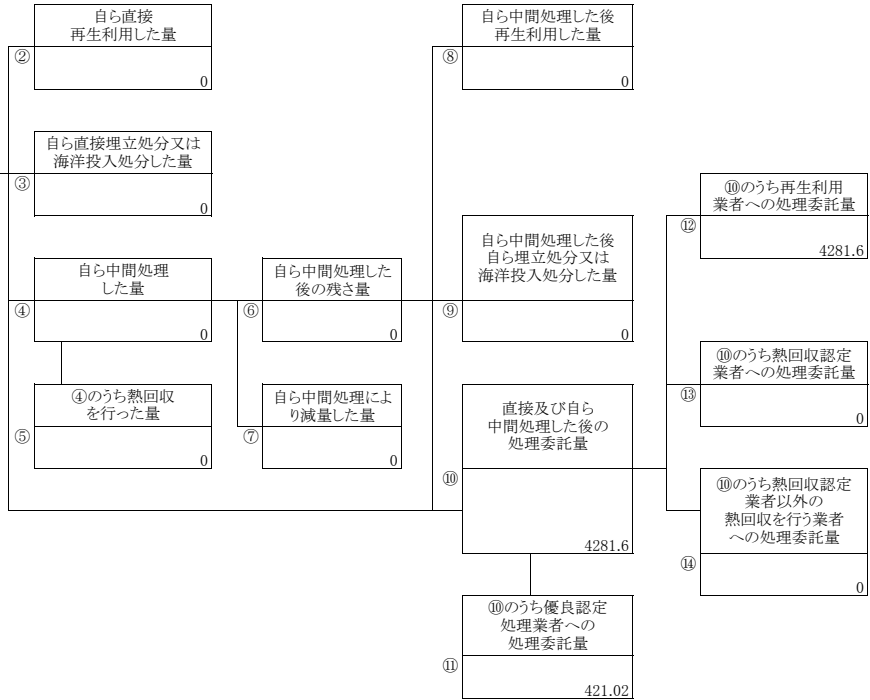 自ら直接
再生利用した量
②
0
自ら直接埋立処分又は
海洋投入処分した量
③
0
自ら中間処理
した量
④
0
④のうち熱回収
を行った量
⑤
0
自ら中間処理した
後の残さ量
⑥
0
自ら中間処理によ
り減量した量
⑦
0
自ら中間処理した後
再生利用した量
⑧
0
自ら中間処理した後
自ら埋立処分又は
海洋投入処分した量
⑨
0
直接及び自ら
中間処理した後の
処理委託量
⑩
4281.6
⑩のうち優良認定
処理業者への
処理委託量
⑪
421.02
⑩のうち再生利用
業者への処理委託量
⑫
4281.6
⑩のうち熱回収認定
業者への処理委託量
⑬
0
⑩のうち熱回収認定
業者以外の
熱回収を行う業者
への処理委託量
⑭
0